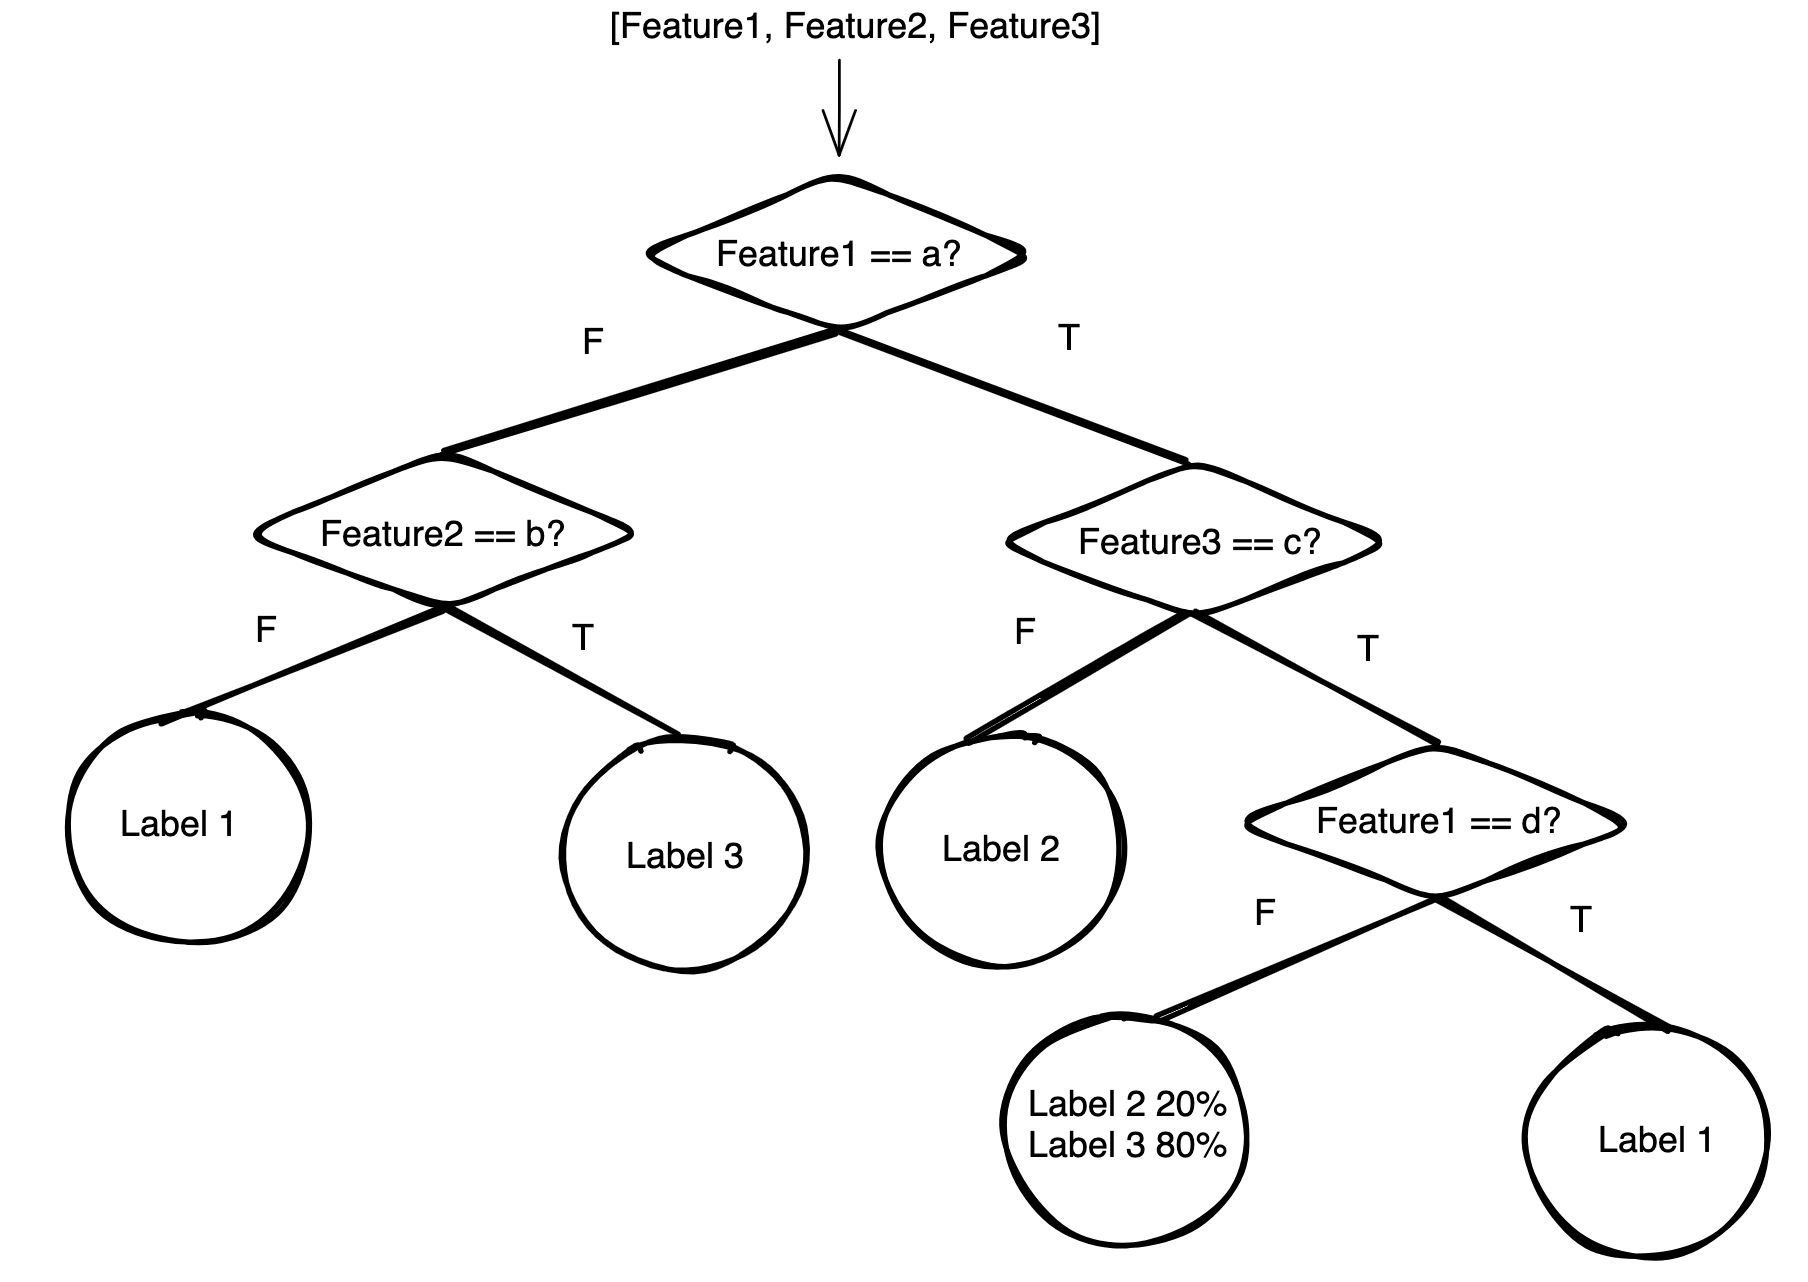 [Feature1, Feature2, Feature3]
Feature1 == a?
F
T
Feature2 == b?
Feature3 == c?
F
T
F
T
Label 1
Label 3
Label 2
Feature1 == d?
F
T
Label 2 20%
Label 3 80%
Label 1